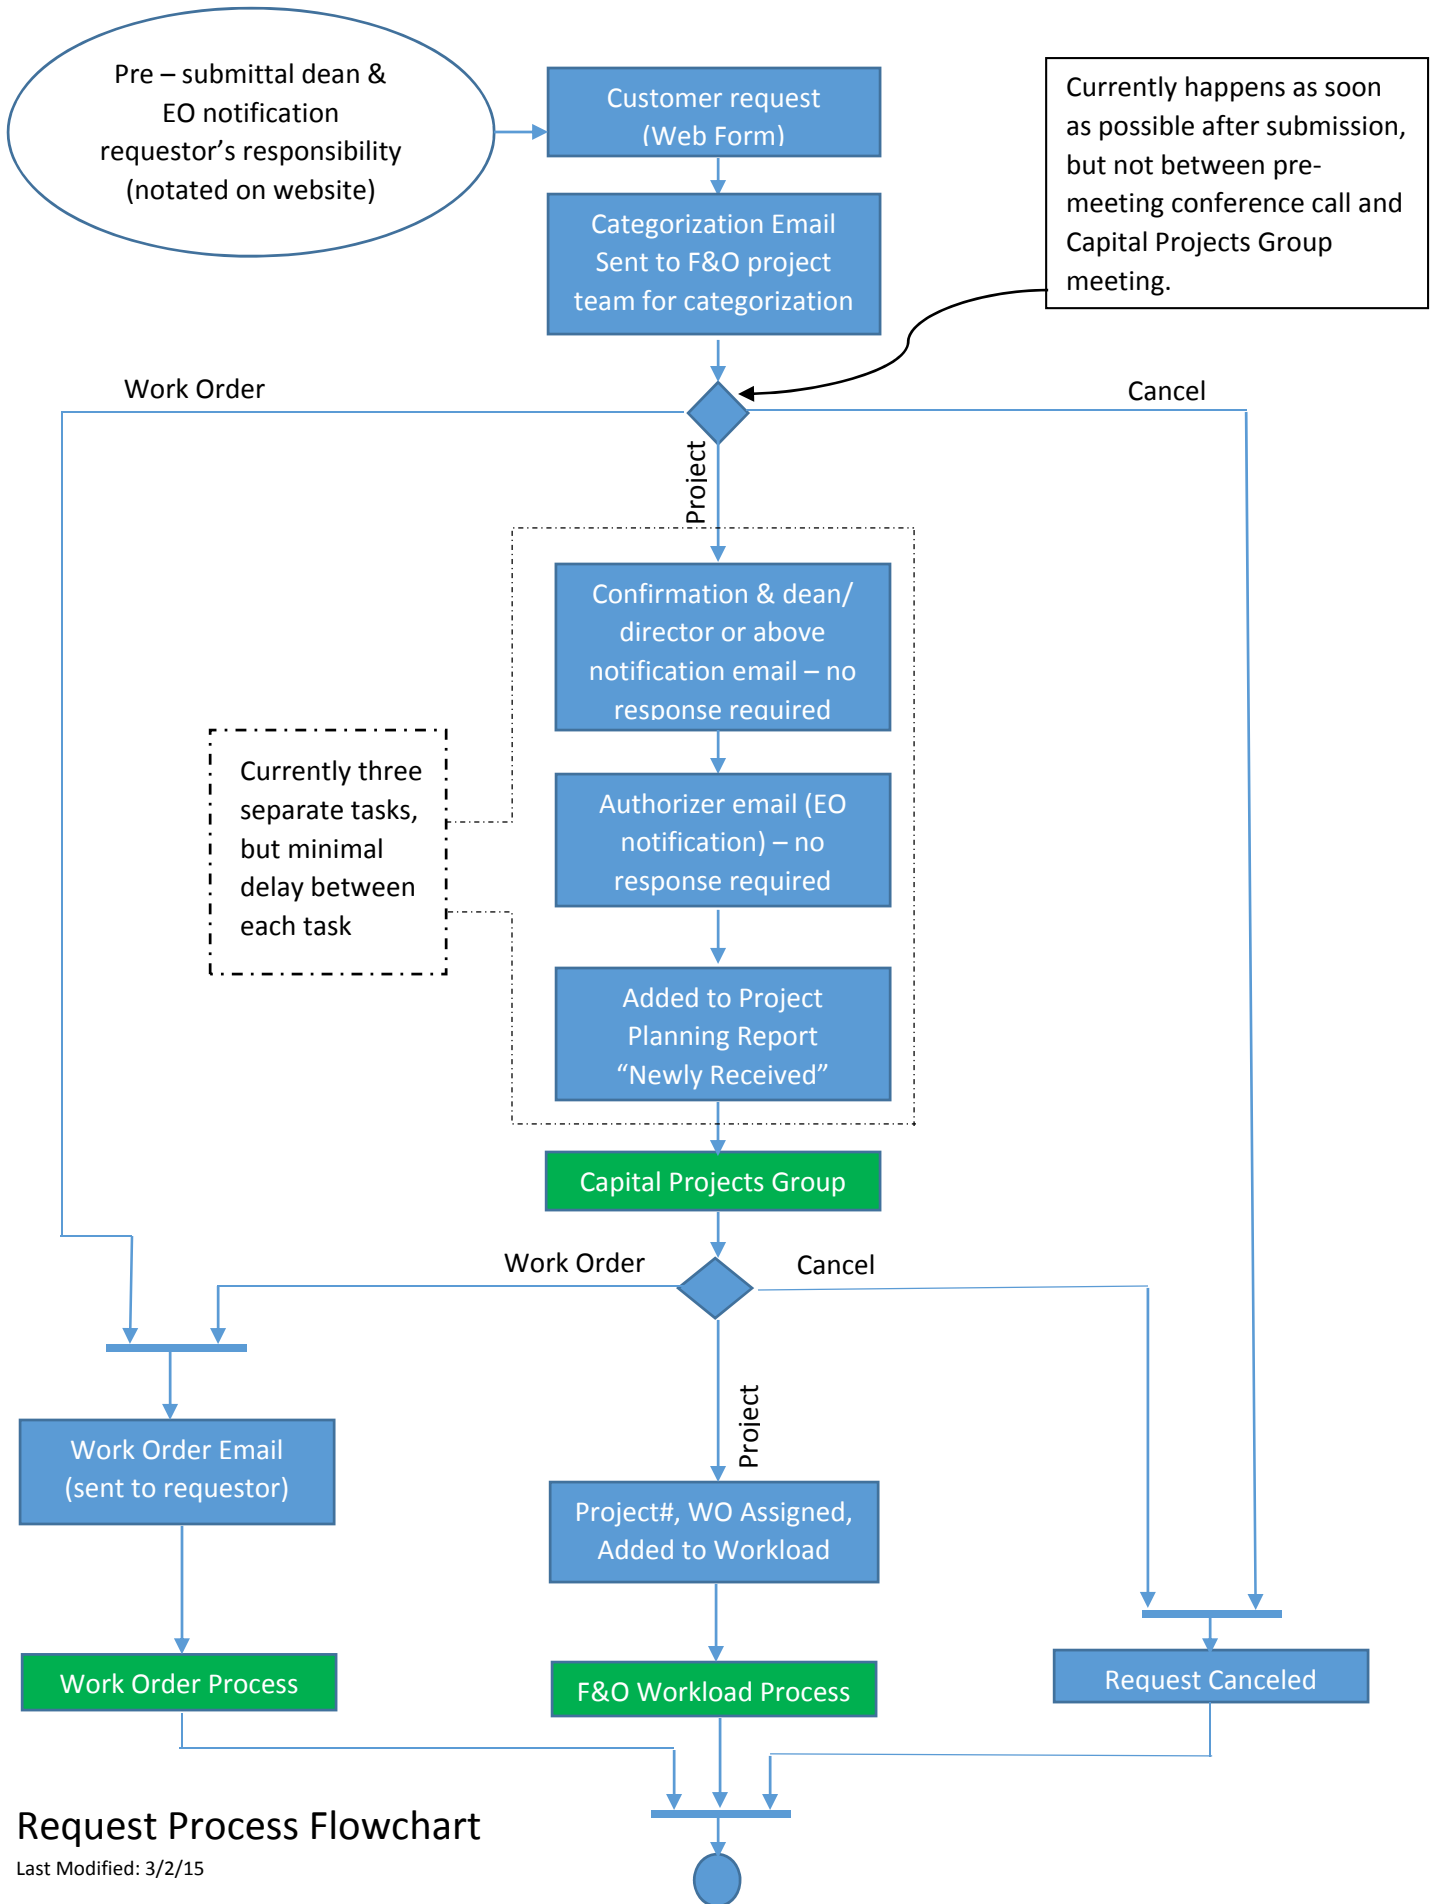 Pre – submittal dean &
EO notification
requestor’s responsibility
(notated on website)
Customer request
(Web Form)
Currently happens as soon
as possible after submission,
but not between pre-
meeting conference call and
Capital Projects Group
meeting.
Categorization Email
Sent to F&O project
team for categorization
Work Order
Cancel
Project
Confirmation & dean/
director or above
notification email – no
response required
Currently three
separate tasks,
but minimal
delay between
each task
Authorizer email (EO
notification) – no
response required
Added to Project
Planning Report
“Newly Received”
Capital Projects Group
Work Order
Cancel
Project
Work Order Email
(sent to requestor)
Project#, WO Assigned,
Added to Workload
Work Order Process
F&O Workload Process
Request Canceled
Request Process Flowchart
Last Modified: 3/2/15